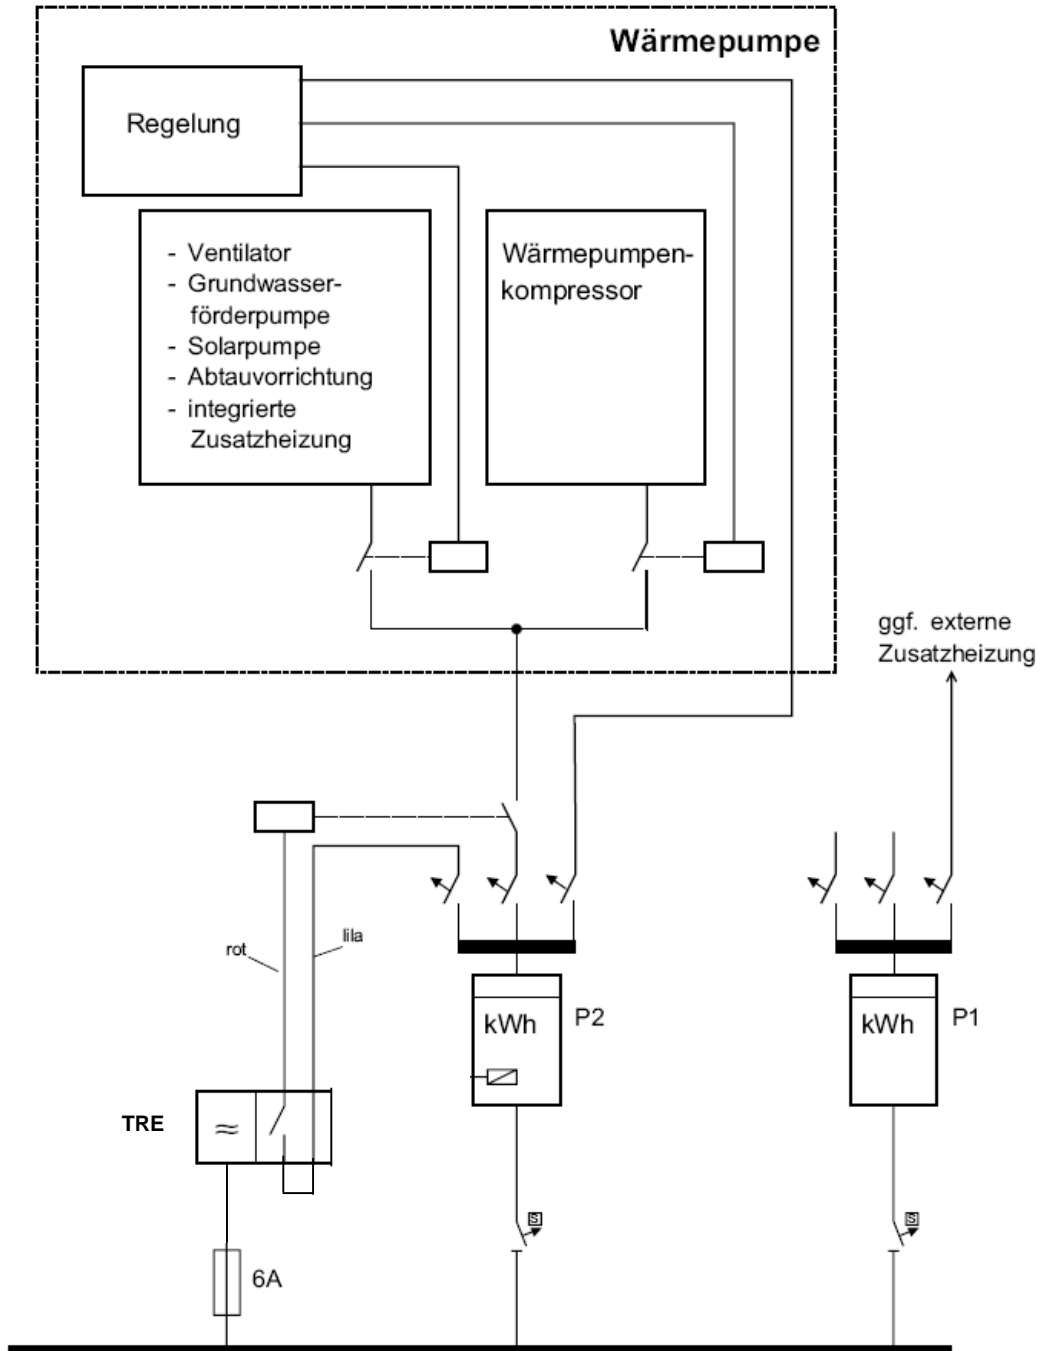 Wärmepumpe
Regelung
- Ventilator
- Grundwasser-
förderpumpe
- Solarpumpe
- Abtauvorrichtung
- integrierte
Zusatzheizung
Wärmepumpen-
kompressor
ggf. externe
Zusatzheizung
rot
lila
kWh
P2
kWh
P1
TRE
≈
S
S
6A